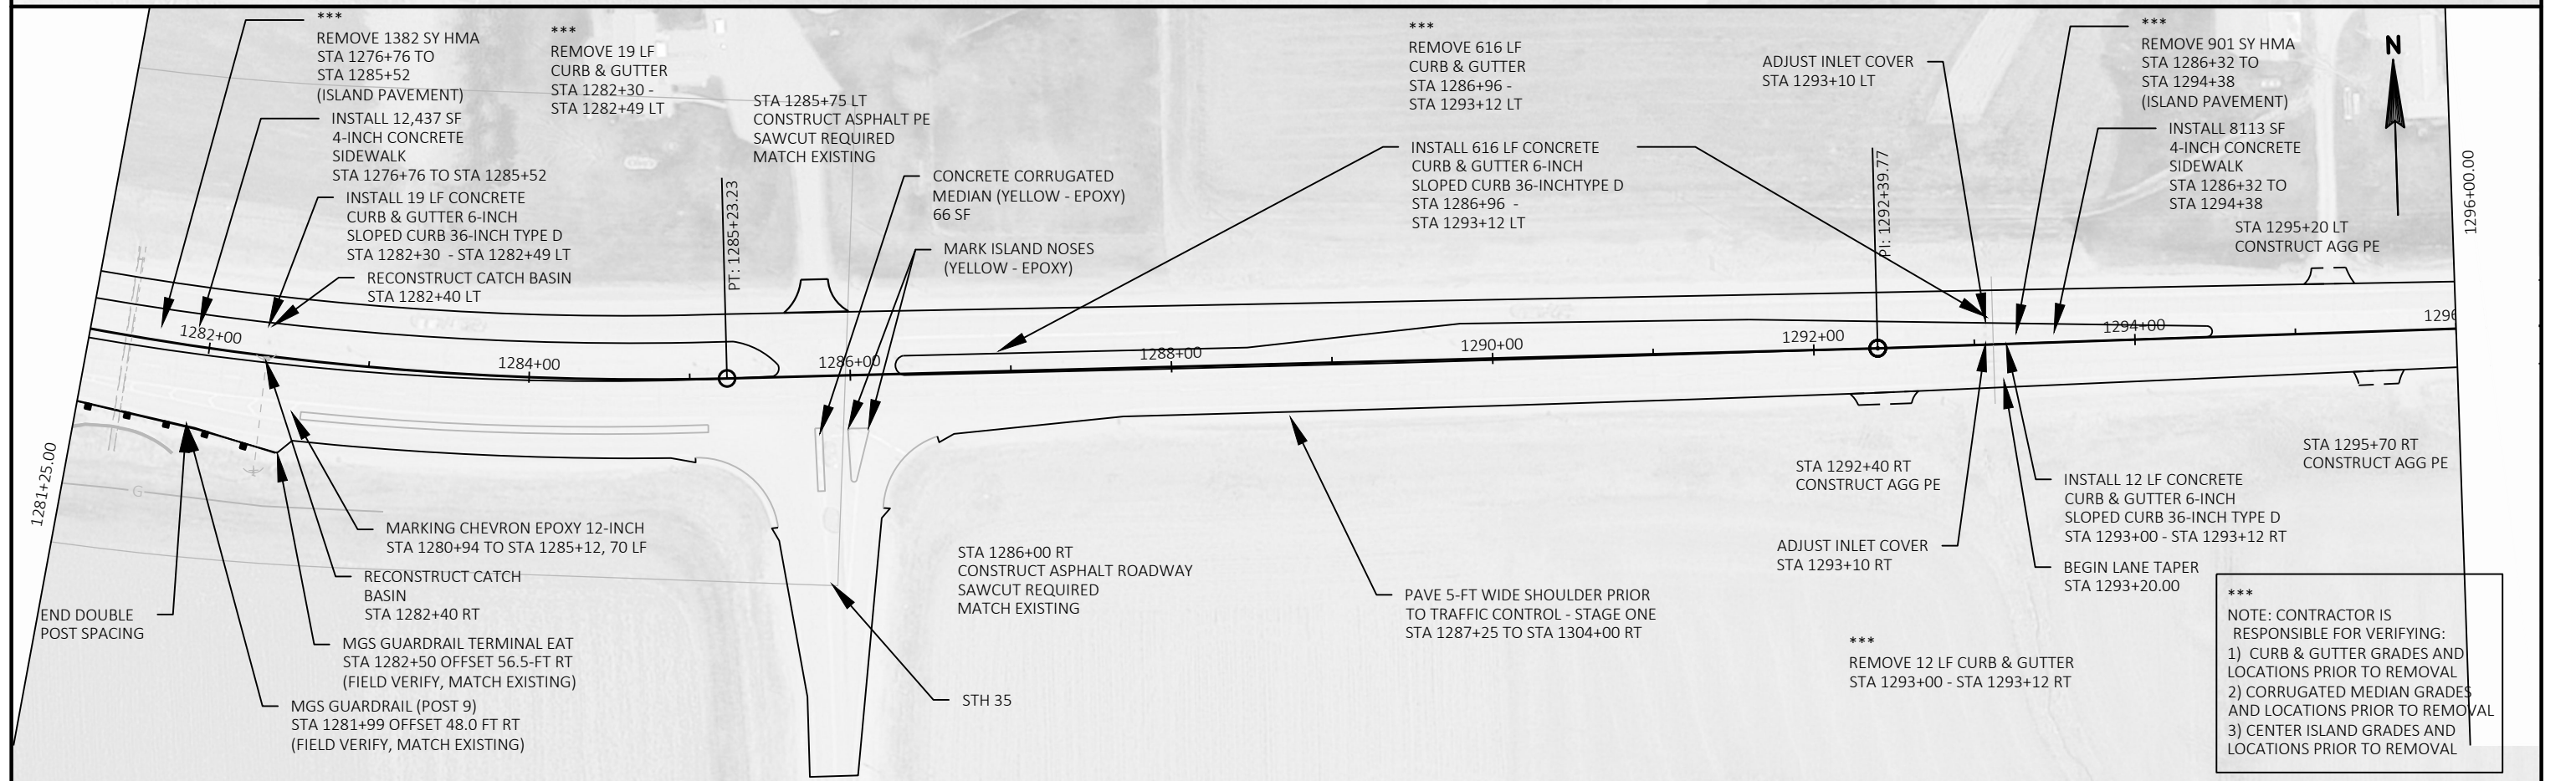 ***
REMOVE 1382 SY HMA
STA 1276+76 TO
STA 1285+52
(ISLAND PAVEMENT)
INSTALL 12,437 SF
4-INCH CONCRETE
SIDEWALK
STA 1276+76 TO STA 1285+52
INSTALL 19 LF CONCRETE
CURB & GUTTER 6-INCH
SLOPED CURB 36-INCH TYPE D
STA 1282+30 - STA 1282+49 LT
RECONSTRUCT CATCH BASIN
STA 1282+40 LT
***
REMOVE 19 LF
CURB & GUTTER
STA 1282+30 -
STA 1282+49 LT
STA 1285+75 LT
CONSTRUCT ASPHALT PE
SAWCUT REQUIRED
MATCH EXISTING
PT: 1285+23.23
CONCRETE CORRUGATED
MEDIAN (YELLOW - EPOXY)
66 SF
MARK ISLAND NOSES
(YELLOW - EPOXY)
***
REMOVE 616 LF
CURB & GUTTER
STA 1286+96 -
STA 1293+12 LT
INSTALL 616 LF CONCRETE
CURB & GUTTER 6-INCH
SLOPED CURB 36-INCHTYPE D
STA 1286+96 -
STA 1293+12 LT
ADJUST INLET COVER
STA 1293+10 LT
PI: 1292+39.77
***
REMOVE 901 SY HMA
STA 1286+32 TO
STA 1294+38
(ISLAND PAVEMENT)
INSTALL 8113 SF
4-INCH CONCRETE
SIDEWALK
STA 1286+32 TO
STA 1294+38
STA 1295+20 LT
CONSTRUCT AGG PE
N
1296+00.00
1282+00
1284+00
1286+00
1288+00
1290+00
1292+00
1294+00
1296
1281+25.00
G
MARKING CHEVRON EPOXY 12-INCH
STA 1280+94 TO STA 1285+12, 70 LF
RECONSTRUCT CATCH
BASIN
STA 1282+40 RT
END DOUBLE
POST SPACING
MGS GUARDRAIL TERMINAL EAT
STA 1282+50 OFFSET 56.5-FT RT
(FIELD VERIFY, MATCH EXISTING)
MGS GUARDRAIL (POST 9)
STA 1281+99 OFFSET 48.0 FT RT
(FIELD VERIFY, MATCH EXISTING)
STA 1286+00 RT
CONSTRUCT ASPHALT ROADWAY
SAWCUT REQUIRED
MATCH EXISTING
STH 35
PAVE 5-FT WIDE SHOULDER PRIOR
TO TRAFFIC CONTROL - STAGE ONE
STA 1287+25 TO STA 1304+00 RT
STA 1292+40 RT
CONSTRUCT AGG PE
ADJUST INLET COVER
STA 1293+10 RT
***
REMOVE 12 LF CURB & GUTTER
STA 1293+00 - STA 1293+12 RT
INSTALL 12 LF CONCRETE
CURB & GUTTER 6-INCH
SLOPED CURB 36-INCH TYPE D
STA 1293+00 - STA 1293+12 RT
BEGIN LANE TAPER
STA 1293+20.00
STA 1295+70 RT
CONSTRUCT AGG PE
***
NOTE: CONTRACTOR IS
RESPONSIBLE FOR VERIFYING:
1) CURB & GUTTER GRADES AND
LOCATIONS PRIOR TO REMOVAL
2) CORRUGATED MEDIAN GRADES
AND LOCATIONS PRIOR TO REMOVAL
3) CENTER ISLAND GRADES AND
LOCATIONS PRIOR TO REMOVAL